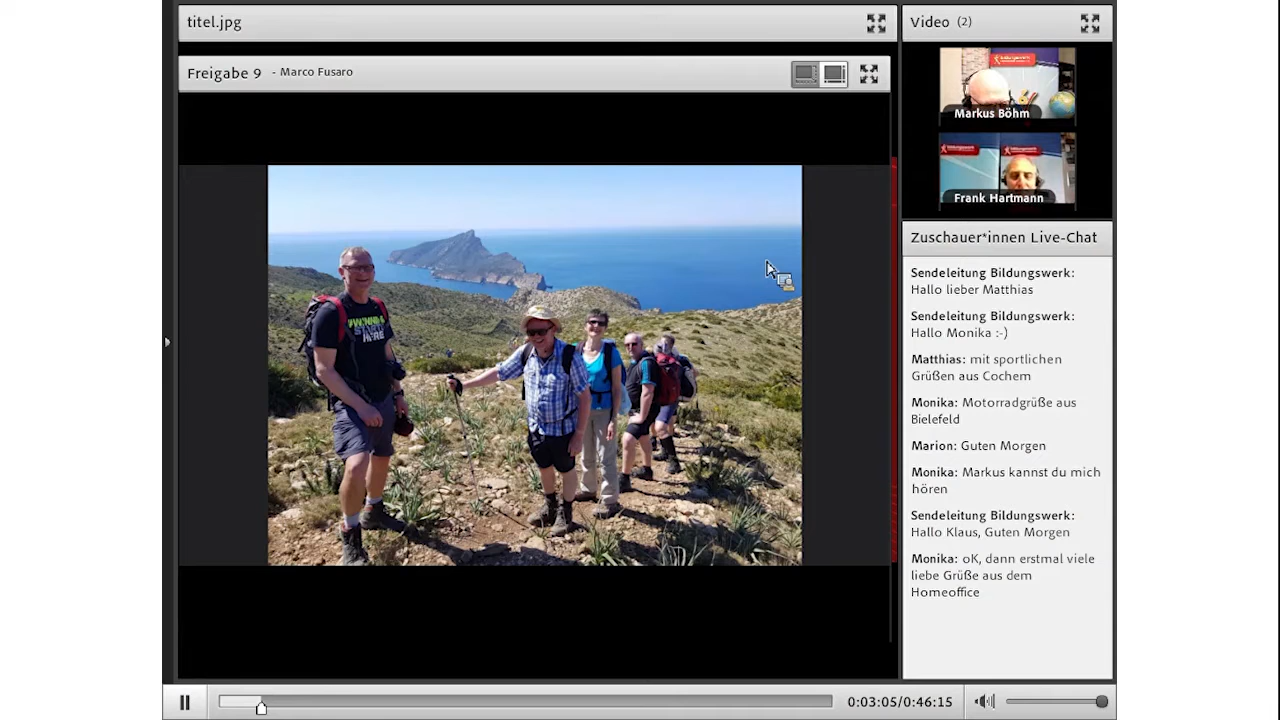 titel.jpg
Freigabe 9 - Marco Fusaro
Video (2)
Bildungswerk
Markus Böhm
Bildungswerk
Bildungswerk
Frank Hartmann
Zuschauer*innen Live-Chat
Sendeleitung Bildungswerk:
Hallo lieber Matthias
Sendeleitung Bildungswerk:
Hallo Monika :-)
Matthias: mit sportlichen
Grüßen aus Cochem
Monika: Motorradgrüße aus
Bielefeld
Marion: Guten Morgen
Monika: Markus kannst du mich
hören
Sendeleitung Bildungswerk:
Hallo Klaus, Guten Morgen
Monika: oK, dann erstmal viele
liebe Grüße aus dem
Homeoffice
0:03:05/0:46:15